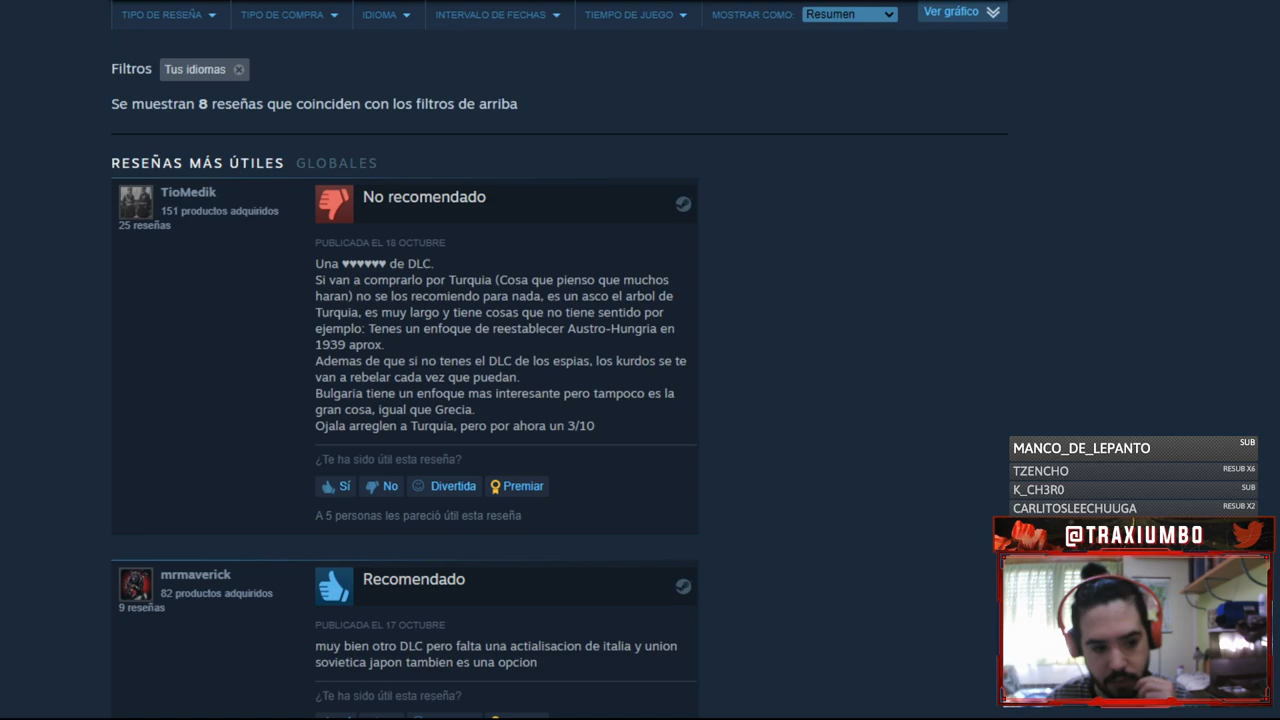 TIPO DE RESEÑA
TIPO DE COMPRA
IDIOMA
INTERVALO DE FECHAS
TIEMPO DE JUEGO
MOSTRAR COMO:
Resumen
Ver gráfico
Filtros
Tus idiomas
Se muestran 8 reseñas que coinciden con los filtros de arriba
RESEÑAS MÁS ÚTILES GLOBALES
TioMedik
151 productos adquiridos
25 reseñas
No recomendado
PUBLICADA EL 18 OCTUBRE
Una ♥♥♥♥♥♥ de DLC.
Si van a comprarlo por Turquia (Cosa que pienso que muchos
haran) no se los recomiendo para nada, es un asco el arbol de
Turquia, es muy largo y tiene cosas que no tiene sentido por
ejemplo: Tenes un enfoque de reestablecer Austro-Hungria en
1939 aprox.
Ademas de que si no tenes el DLC de los espias, los kurdos se te
van a rebelar cada vez que puedan.
Bulgaria tiene un enfoque mas interesante pero tampoco es la
gran cosa, igual que Grecia.
Ojala arreglen a Turquia, pero por ahora un 3/10
¿Te ha sido útil esta reseña?
Sí
No
Divertida
Premiar
A 5 personas les pareció útil esta reseña
mrmaverick
82 productos adquiridos
9 reseñas
Recomendado
PUBLICADA EL 17 OCTUBRE
muy bien otro DLC pero falta una actialisacion de italia y union
sovietica japon tambien es una opcion
¿Te ha sido útil esta reseña?
MANCO_DE_LEPANTO SUB
TZENCHO RESUB X6
K_CH3R0 SUB
CARLITOSLEECHUUGA RESUB X2
@TRAXIUMBO